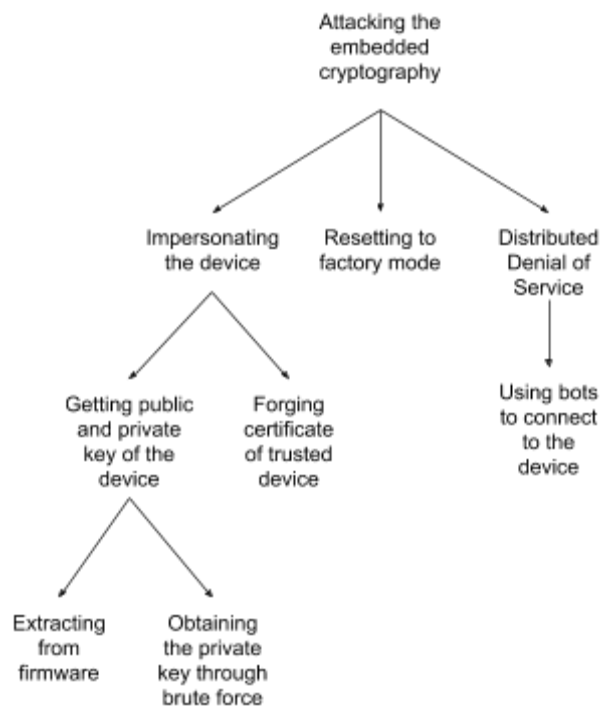 Attacking the
embedded
cryptography
Impersonating
the device
Resetting to
factory mode
Distributed
Denial of
Service
Getting public
and private
key of the
device
Forging
certificate
of trusted
device
Using bots
to connect
to the
device
Extracting
from
firmware
Obtaining
the private
key through
brute force